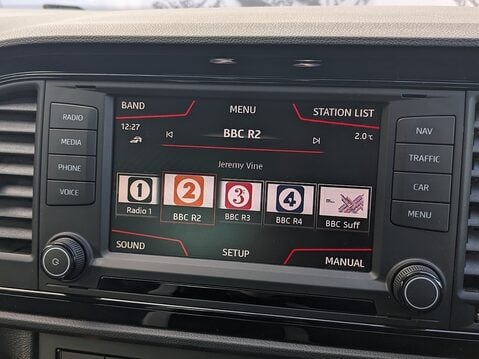 BAND MENU STATION LIST
RADIO
MEDIA
PHONE
VOICE
12:27
BBC R2
2.0 °C
Jeremy Vine
1 2 3 4
Radio 1 BBC R2 BBC R3 BBC R4 BBC Suff
SOUND SETUP MANUAL
NAV
TRAFFIC
CAR
MENU